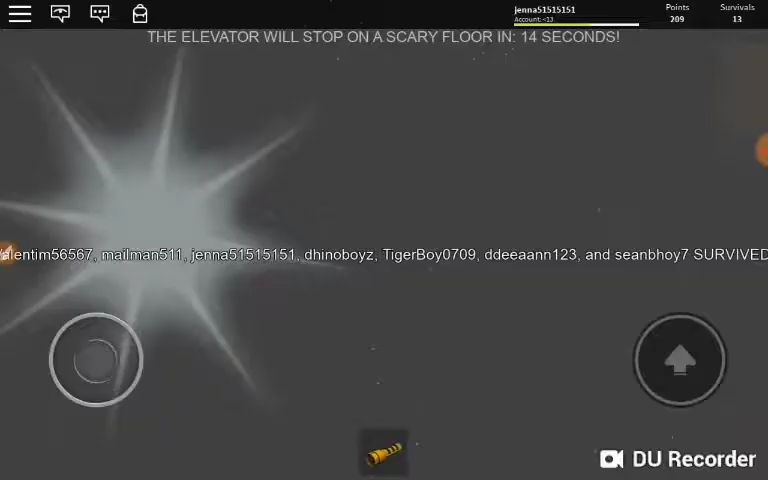 jenna51515151
Account: <13
Points
209
Survivals
13
THE ELEVATOR WILL STOP ON A SCARY FLOOR IN: 14 SECONDS!
alentim56567, mailman511, jenna51515151, dhinoboyz, TigerBoy0709, ddeeaann123, and seanbhoy7 SURVIVED
DU Recorder